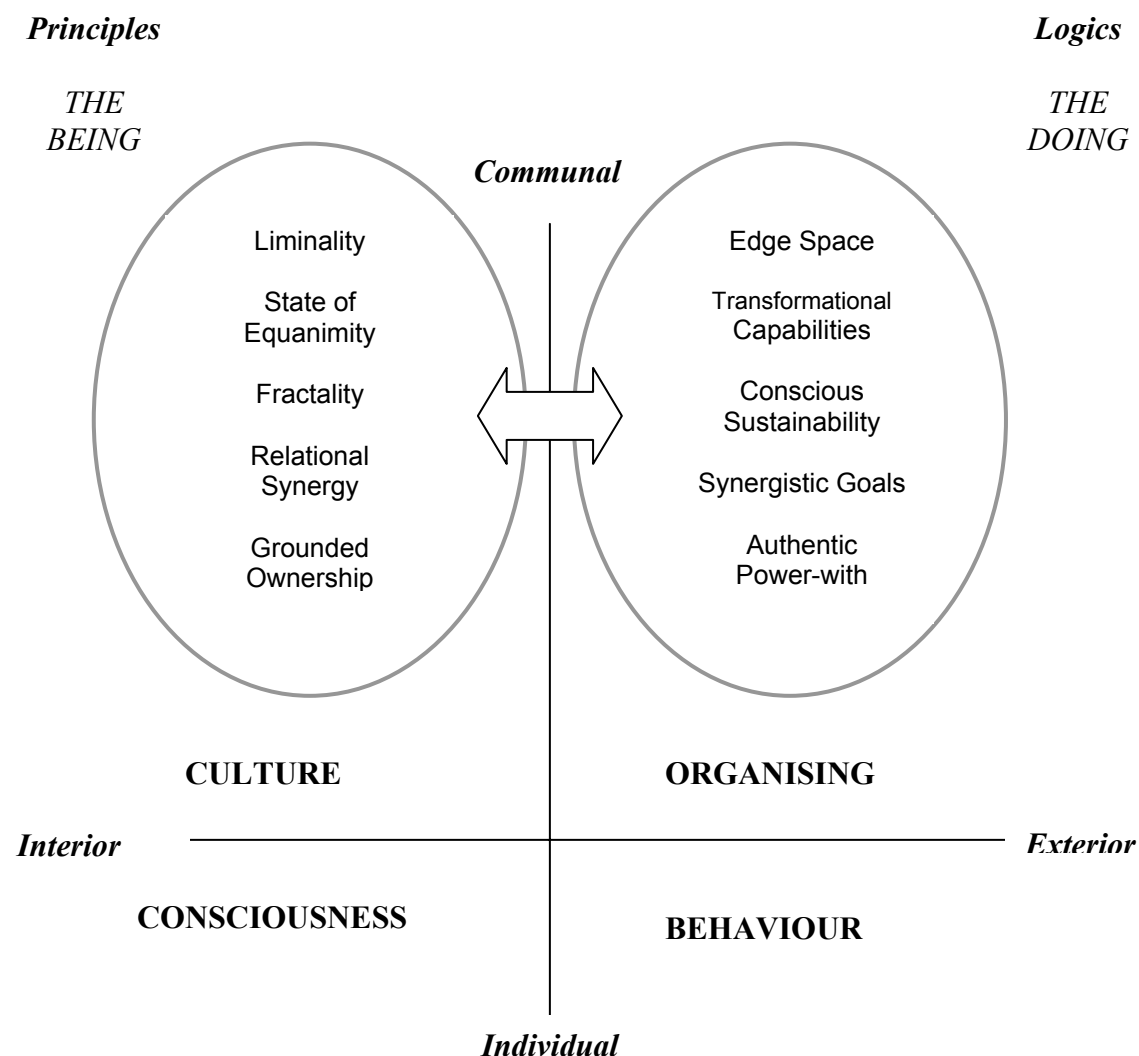 Principles
Logics
THE
BEING
THE
DOING
Communal
Liminality
State of
Equanimity
Fractality
Relational
Synergy
Grounded
Ownership
Edge Space
Transformational
Capabilities
Conscious
Sustainability
Synergistic Goals
Authentic
Power-with
CULTURE
ORGANISING
Interior
Exterior
CONSCIOUSNESS
BEHAVIOUR
Individual